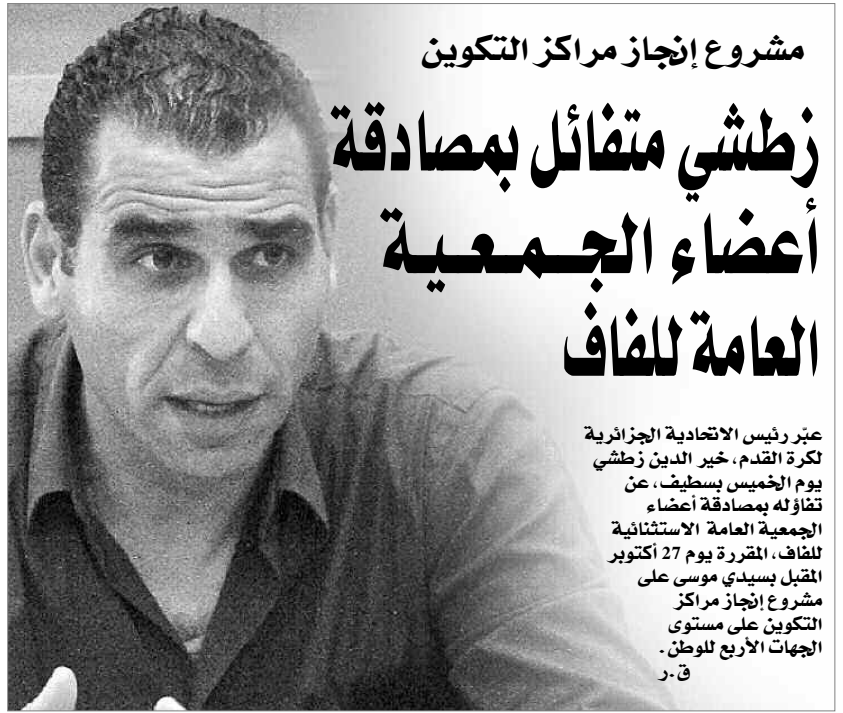 مشروع إنجاز مراكز التكوين
زطشي متفائل بمصادقة
أعضاء الجـمـعـيـة
العامة للفاف
عبّر رئيس الاتحادية الجزائرية
لكرة القدم، خير الدين زطشي
يوم الخميس بسطيف، عن
تفاؤله بمصادقة أعضاء
الجمعية العامة الاستثنائية
للفاف، المقررة يوم 27 أكتوبر
المقبل بسيدي موسى على
مشروع إنجاز مراكز
التكوين على مستوى
الجهات الأربع للوطن.
ق.ر